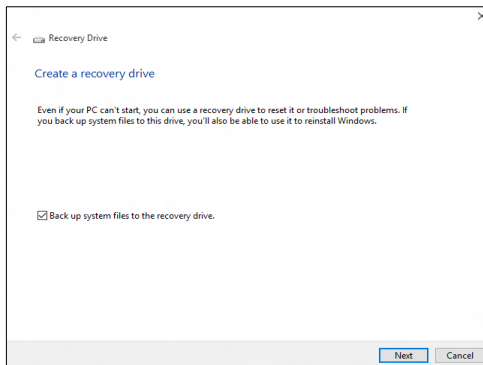 Recovery Drive
Create a recovery drive
Even if your PC can't start, you can use a recovery drive to reset it or troubleshoot problems. If
you back up system files to this drive, you'll also be able to use it to reinstall Windows.
Back up system files to the recovery drive.
Next Cancel